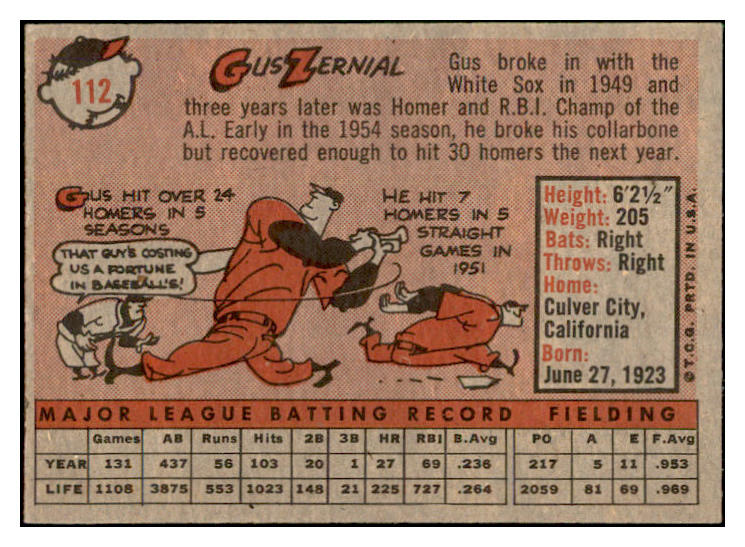 112
GUS ZERNIAL
Gus broke in with the
White Sox in 1949 and
three years later was Homer and R.B.I. Champ of the
A.L. Early in the 1954 season, he broke his collarbone
but recovered enough to hit 30 homers the next year.
GUS HIT OVER 24
HOMERS IN 5
SEASONS
THAT GUY'S COSTING
US A FORTUNE
IN BASEBALLS!
HE HIT 7
HOMERS IN 5
STRAIGHT
GAMES IN
1951
Height: 6'2½"
Weight: 205
Bats: Right
Throws: Right
Home:
Culver City,
California
Born:
June 27, 1923
© T.C.G. PRTD. IN U.S.A.
MAJOR LEAGUE BATTING RECORD FIELDING
Games AB Runs Hits 2B 3B HR RBI B.Avg PO A E F.Avg
YEAR 131 437 56 103 20 1 27 69 .236 217 5 11 .953
LIFE 1108 3875 553 1023 148 21 225 727 .264 2059 81 69 .969